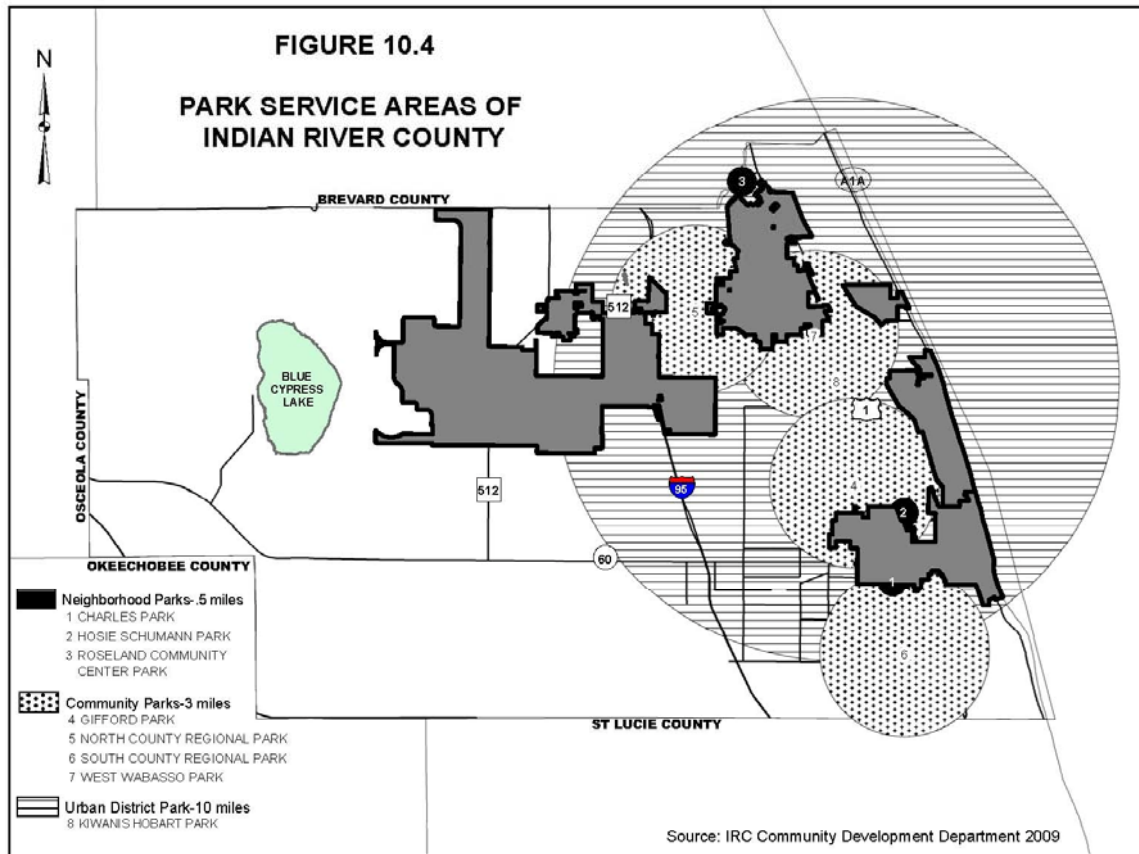 FIGURE 10.4
PARK SERVICE AREAS OF
INDIAN RIVER COUNTY
N
BREVARD COUNTY
3
A1A
512
5
7
8
1
BLUE
CYPRESS
LAKE
OSCEOLA COUNTY
512
95
4
2
60
1
6
OKEECHOBEE COUNTY
ST LUCIE COUNTY
Neighborhood Parks-.5 miles
1 CHARLES PARK
2 HOSIE SCHUMANN PARK
3 ROSELAND COMMUNITY
CENTER PARK
Community Parks-3 miles
4 GIFFORD PARK
5 NORTH COUNTY REGIONAL PARK
6 SOUTH COUNTY REGIONAL PARK
7 WEST WABASSO PARK
Urban District Park-10 miles
8 KIWANIS HOBART PARK
Source: IRC Community Development Department 2009